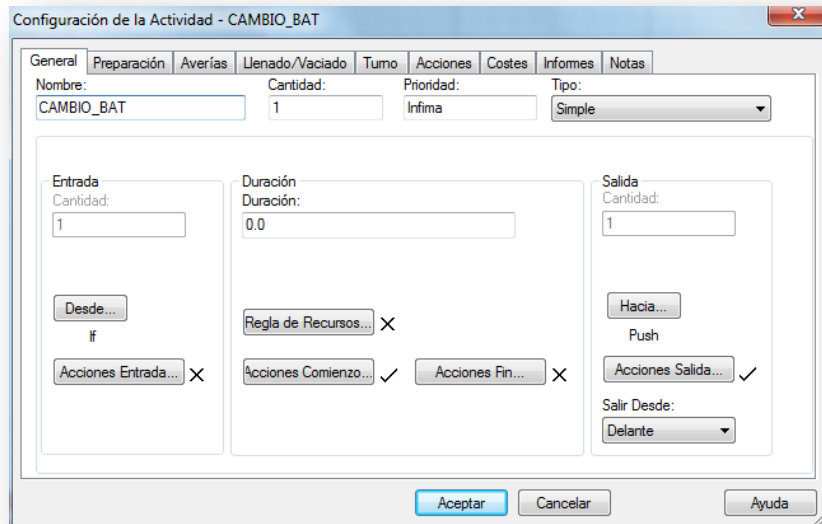 Configuración de la Actividad - CAMBIO_BAT
General Preparación Averías Llenado/Vaciado Turno Acciones Costes Informes Notas
Nombre: Cantidad: Prioridad: Tipo:
CAMBIO_BAT 1 Infima Simple
Entrada Duración Salida
Cantidad: Duración: Cantidad:
1 0.0 1
Desde... Hacia...
If Regla de Recursos... Push
Acciones Entrada... Acciones Comienzo... Acciones Fin... Acciones Salida...
Salir Desde:
Delante
Aceptar Cancelar Ayuda